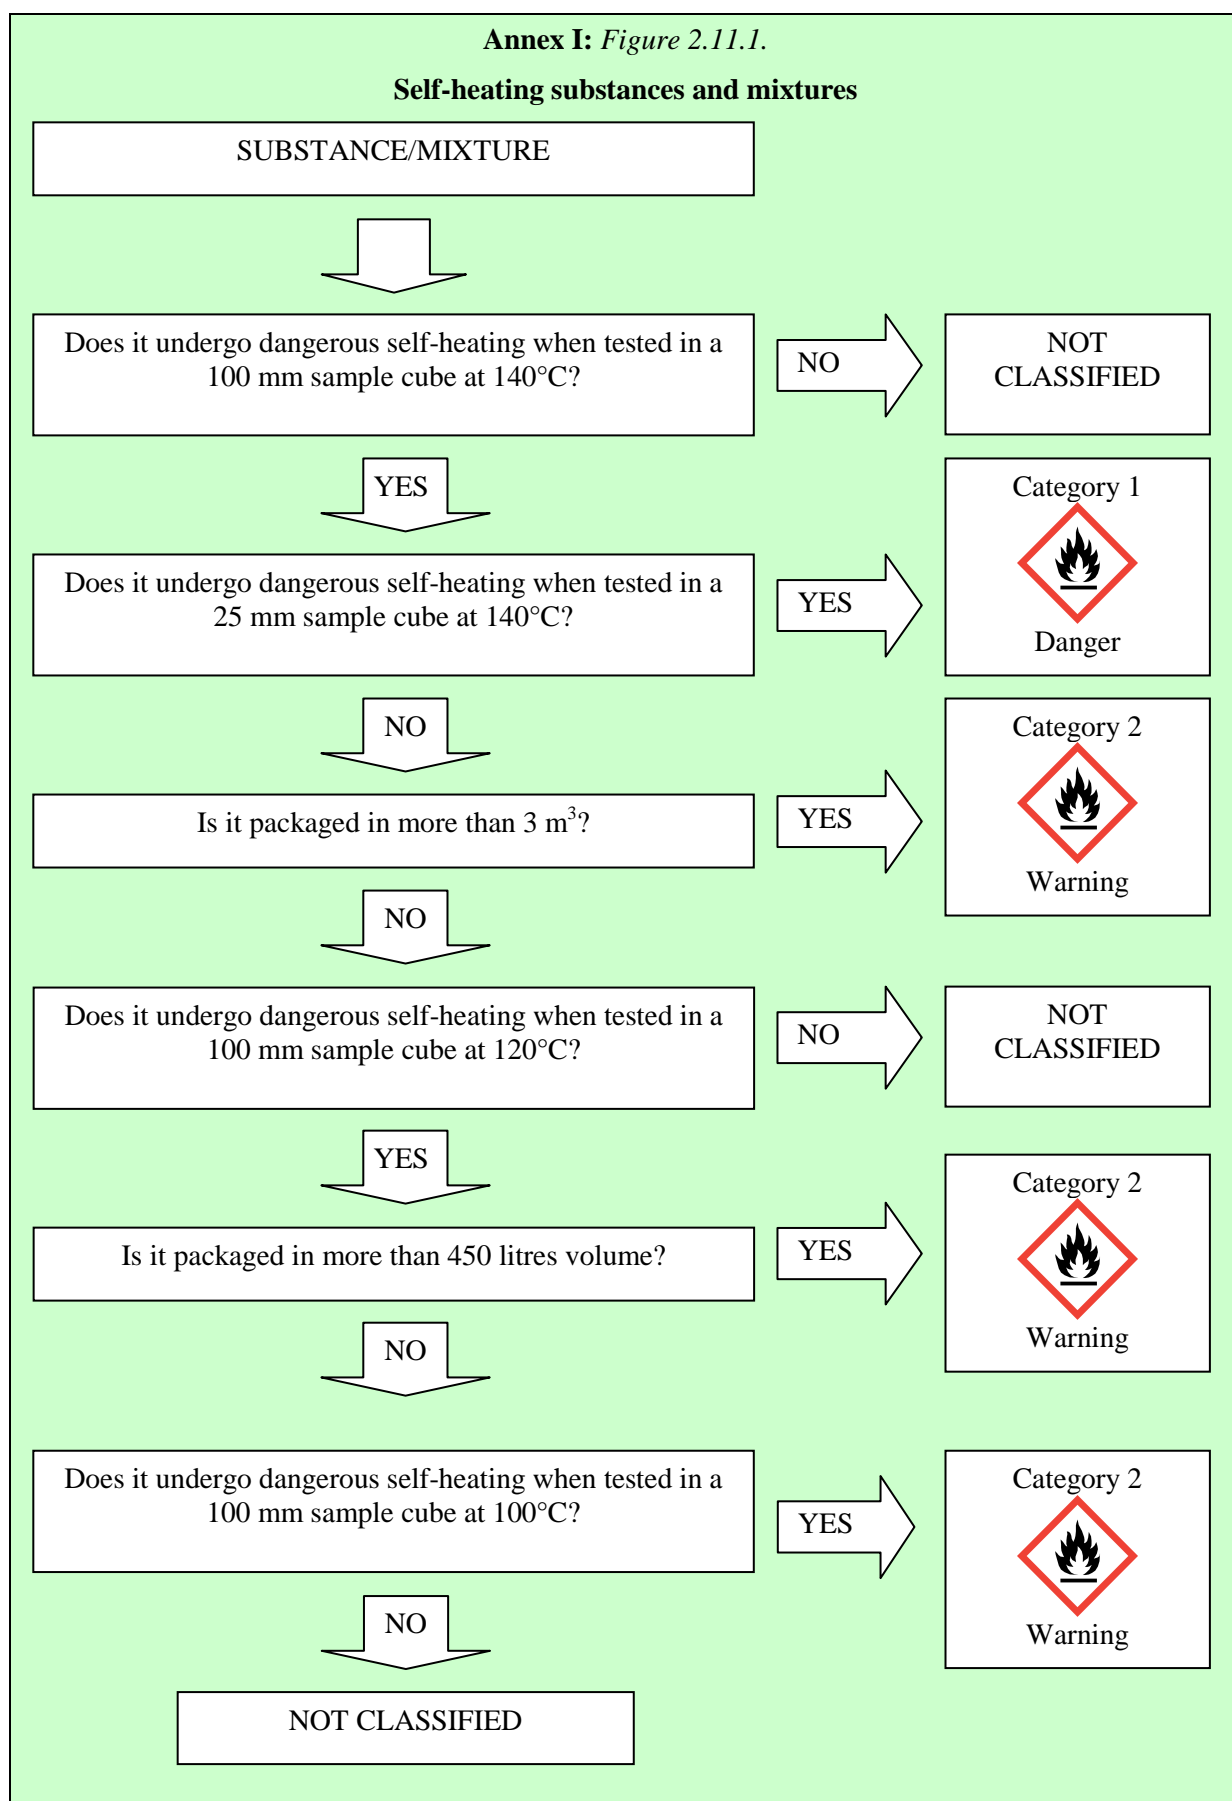 Annex I: Figure 2.11.1.
Self-heating substances and mixtures
SUBSTANCE/MIXTURE
Does it undergo dangerous self-heating when tested in a
100 mm sample cube at 140°C?
NO
NOT
CLASSIFIED
YES
Category 1
Danger
Does it undergo dangerous self-heating when tested in a
25 mm sample cube at 140°C?
YES
NO
Category 2
Warning
Is it packaged in more than 3 m³?
YES
NO
Does it undergo dangerous self-heating when tested in a
100 mm sample cube at 120°C?
NO
NOT
CLASSIFIED
YES
Category 2
Warning
Is it packaged in more than 450 litres volume?
YES
NO
Does it undergo dangerous self-heating when tested in a
100 mm sample cube at 100°C?
YES
Category 2
Warning
NO
NOT CLASSIFIED